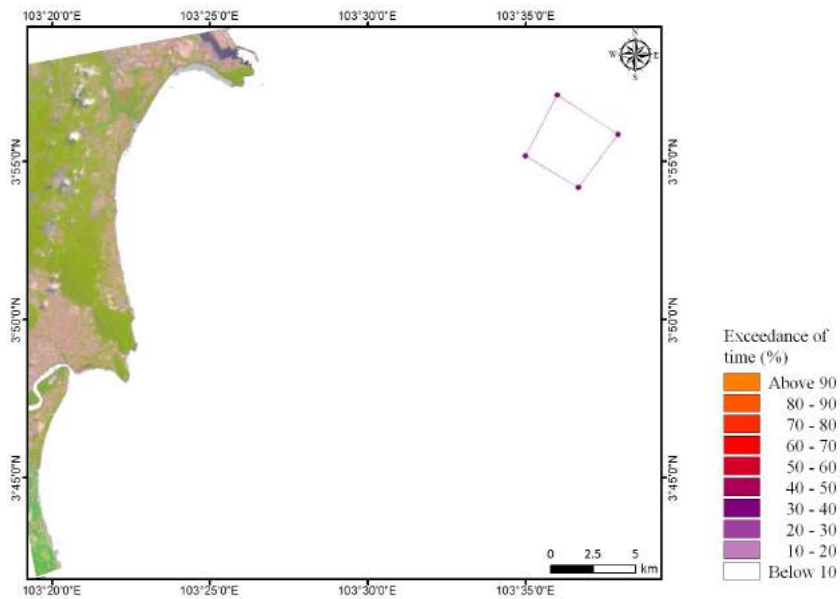 103°20'0"E 103°25'0"E 103°30'0"E 103°35'0"E
N
W E
S
3°55'0"N 3°55'0"N
3°50'0"N 3°50'0"N
3°45'0"N 3°45'0"N
0 2.5 5
km
103°20'0"E 103°25'0"E 103°30'0"E 103°35'0"E
Exceedance of
time (%)
Above 90
80 - 90
70 - 80
60 - 70
50 - 60
40 - 50
30 - 40
20 - 30
10 - 20
Below 10